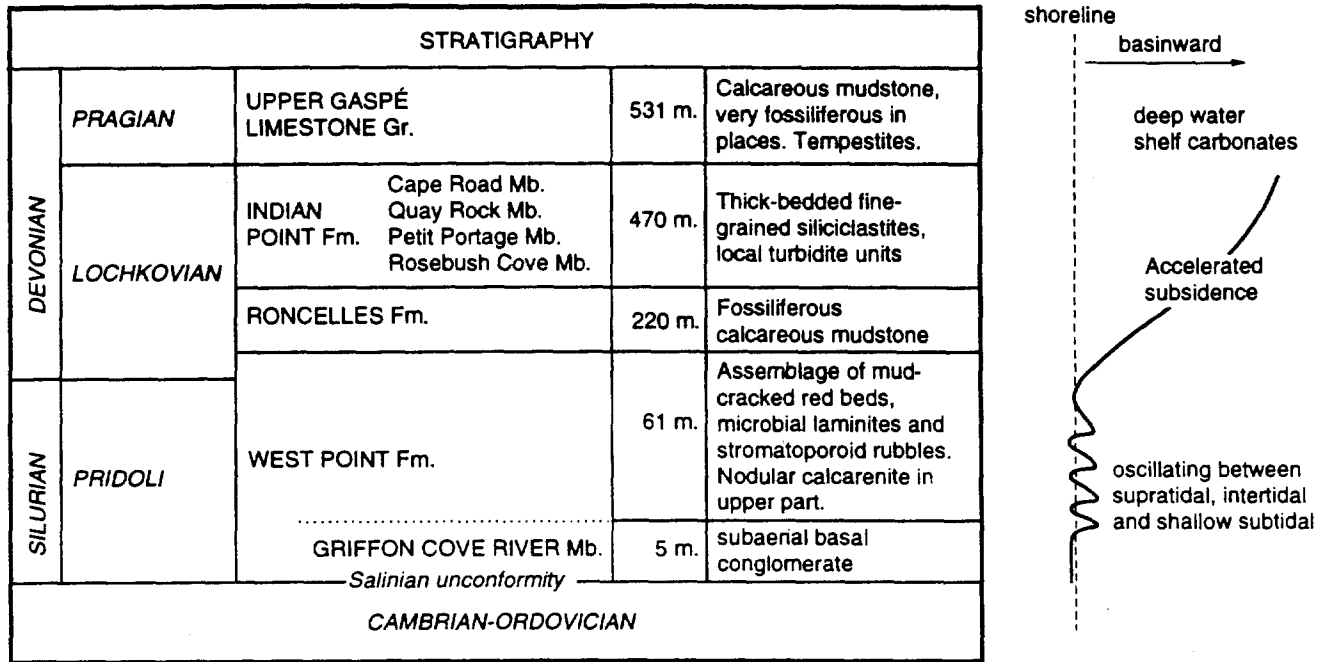 STRATIGRAPHY
DEVONIAN
PRAGIAN
UPPER GASPÉ
LIMESTONE Gr.
531 m.
Calcareous mudstone,
very fossiliferous in
places. Tempestites.
LOCHKOVIAN
INDIAN
POINT Fm.
Cape Road Mb.
Quay Rock Mb.
Petit Portage Mb.
Rosebush Cove Mb.
470 m.
Thick-bedded fine-
grained siliciclastites,
local turbidite units
RONCELLES Fm.
220 m.
Fossiliferous
calcareous mudstone
SILURIAN
PRIDOLI
WEST POINT Fm.
61 m.
Assemblage of mud-
cracked red beds,
microbial laminites and
stromatoporoid rubbles.
Nodular calcarenite in
upper part.
GRIFFON COVE RIVER Mb.
5 m.
subaerial basal
conglomerate
Salinian unconformity
CAMBRIAN-ORDOVICIAN
shoreline
basinward
deep water
shelf carbonates
Accelerated
subsidence
oscillating between
supratidal, intertidal
and shallow subtidal